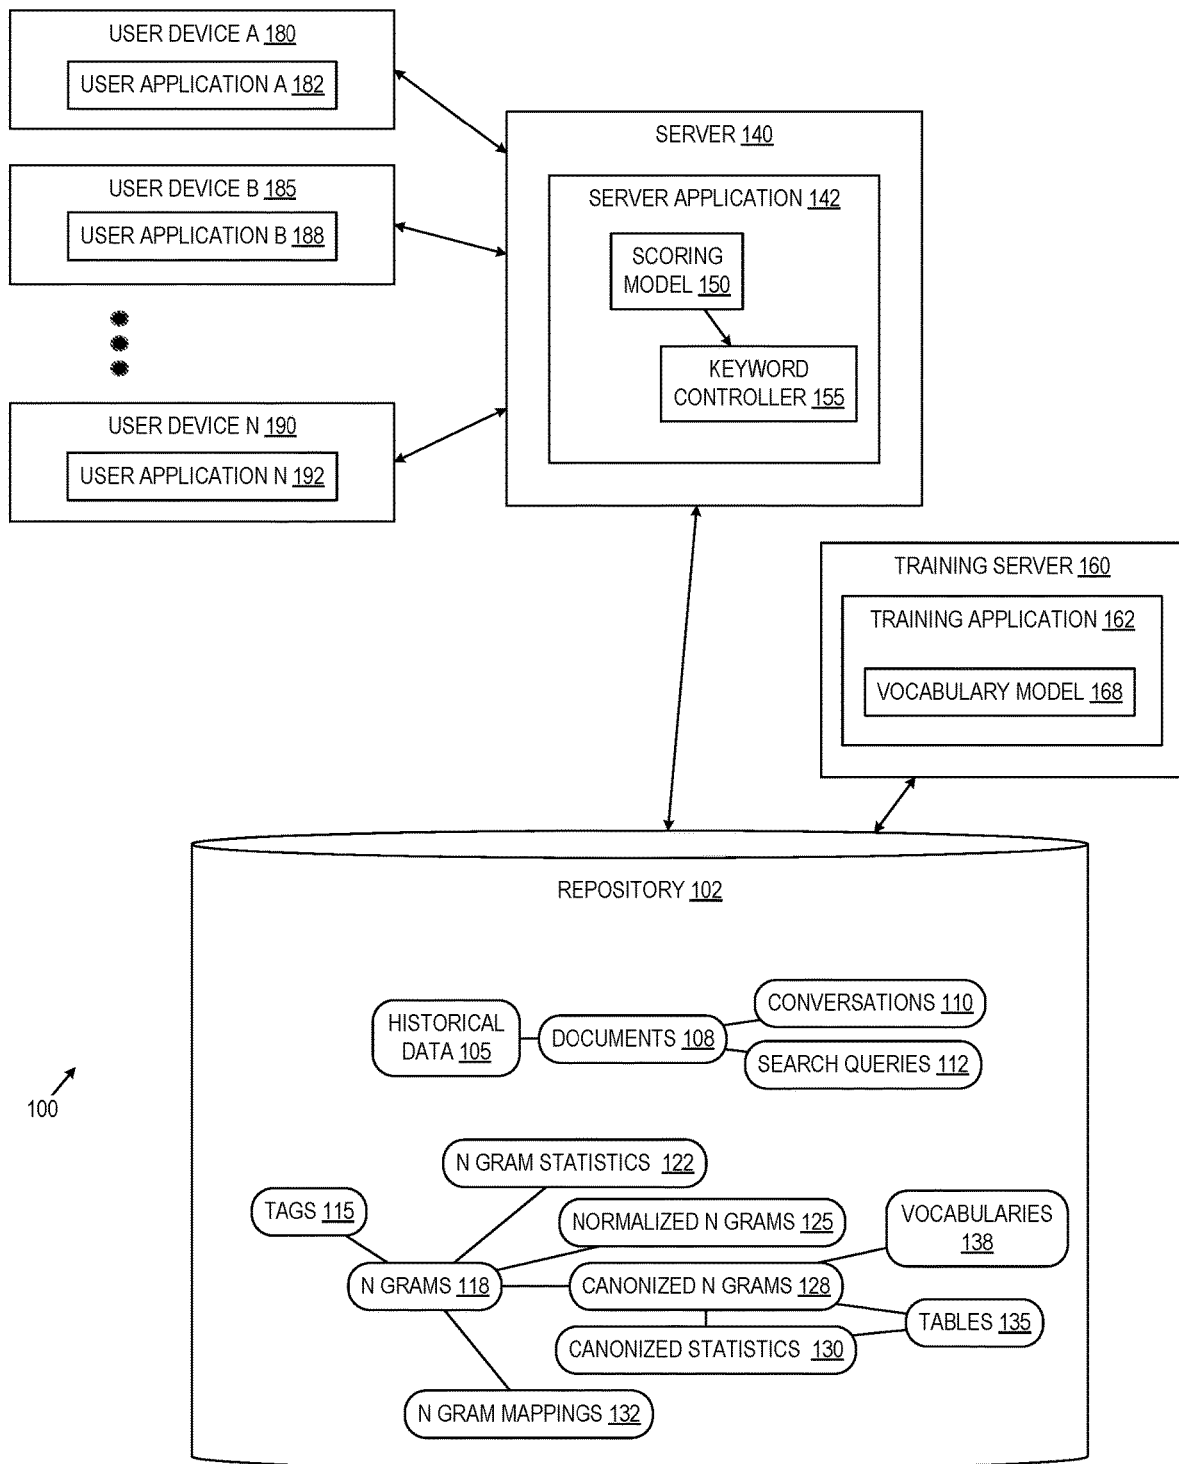 USER DEVICE A 180
USER APPLICATION A 182
USER DEVICE B 185
USER APPLICATION B 188
USER DEVICE N 190
USER APPLICATION N 192
SERVER 140
SERVER APPLICATION 142
SCORING
MODEL 150
KEYWORD
CONTROLLER 155
TRAINING SERVER 160
TRAINING APPLICATION 162
VOCABULARY MODEL 168
REPOSITORY 102
HISTORICAL
DATA 105
DOCUMENTS 108
CONVERSATIONS 110
SEARCH QUERIES 112
100
N GRAM STATISTICS 122
TAGS 115
NORMALIZED N GRAMS 125
VOCABULARIES
138
N GRAMS 118
CANONIZED N GRAMS 128
TABLES 135
CANONIZED STATISTICS 130
N GRAM MAPPINGS 132